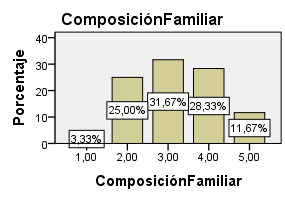 ComposiciónFamiliar
Porcentaje
40
30
20
10
0
3,33%
25,00%
31,67%
28,33%
11,67%
1,00 2,00 3,00 4,00 5,00
ComposiciónFamiliar